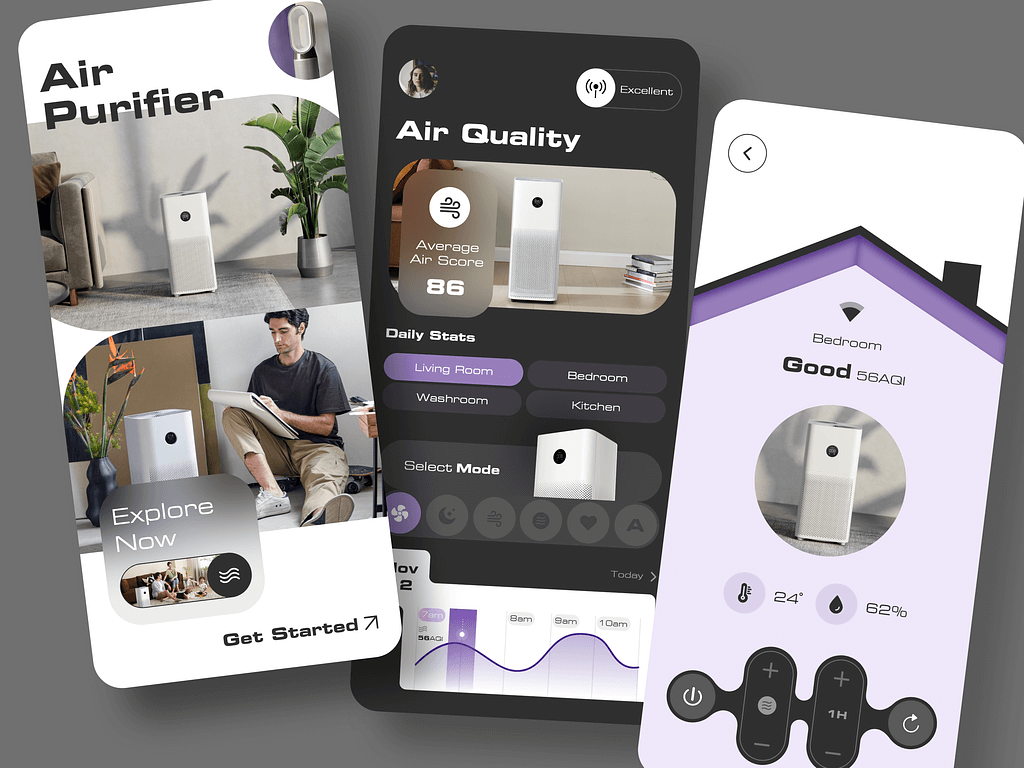 Air
Purifier
Explore
Now
Get Started
Excellent
Air Quality
Average
Air Score
86
Daily Stats
Living Room
Bedroom
Washroom
Kitchen
Select Mode
A
Today
2
7am
8am
9am
10am
56AQI
Bedroom
Good 56AQI
24°
62%
1H